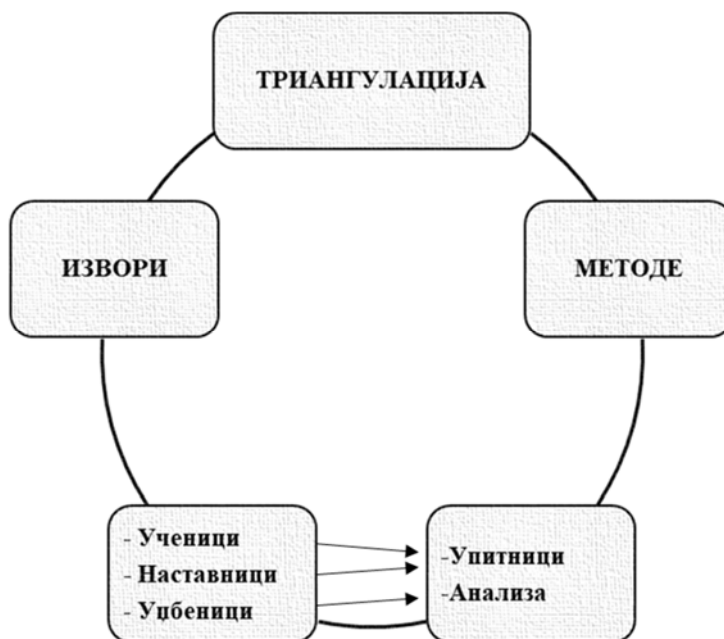 ТРИАНГУЛАЦИЈА
ИЗВОРИ
МЕТОДЕ
- Ученици
- Наставници
- Уџбеници
-Упитници
-Анализа